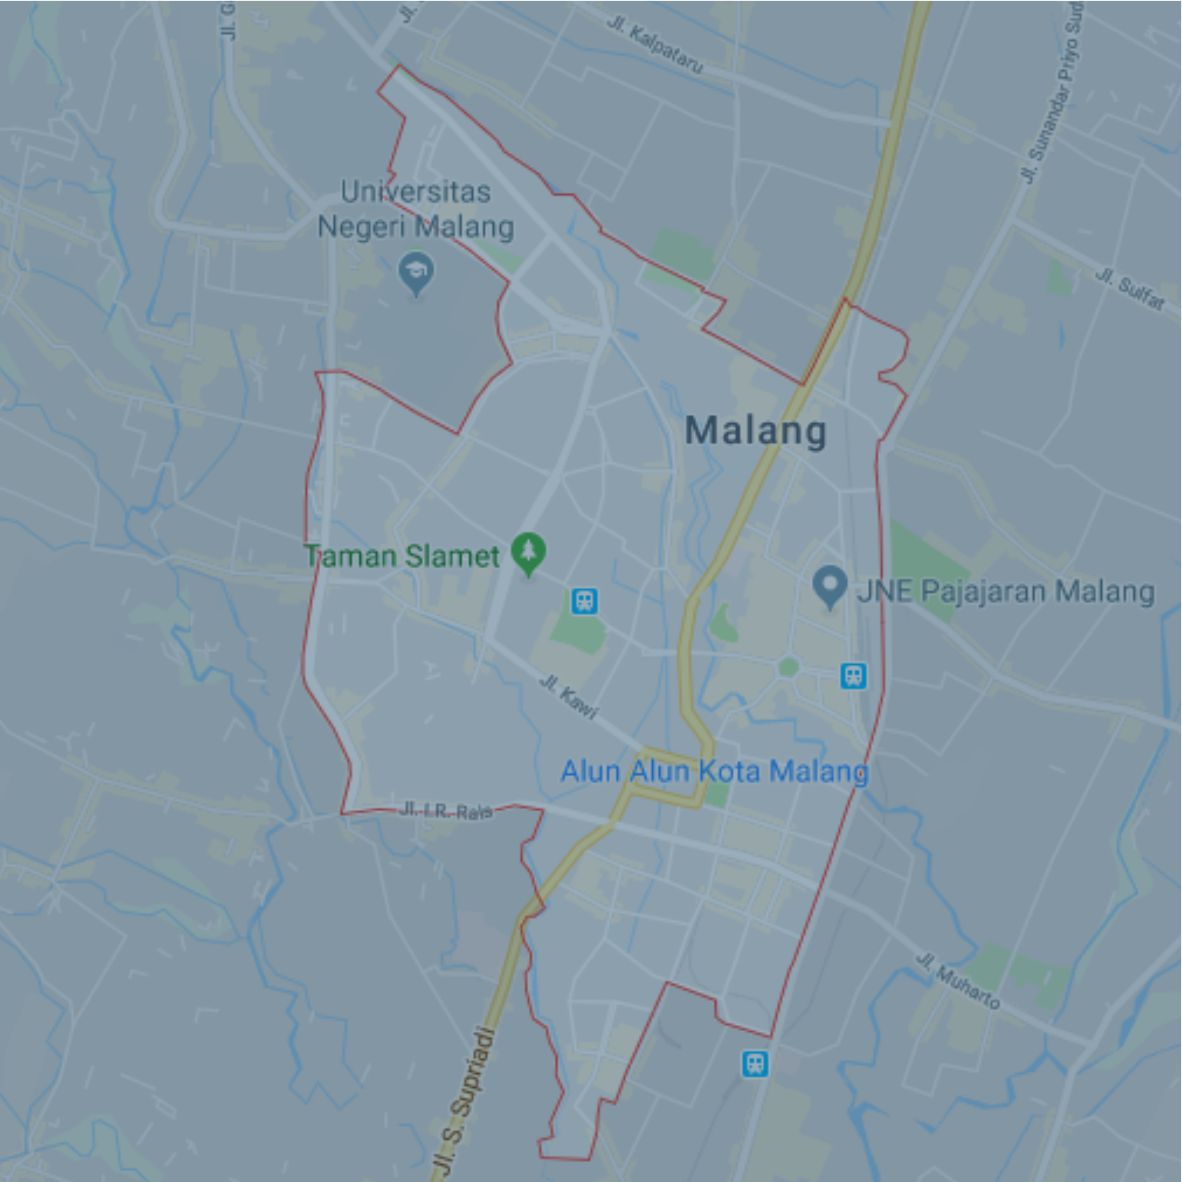 Jl. G
Jl.
Jl. Kalpataru
Jl. Sunandar Priyo Sud
Universitas
Negeri Malang
Jl. Sulfat
Malang
Taman Slamet
JNE Pajajaran Malang
Jl. Kawi
Alun Alun Kota Malang
Jl. I.R. Rais
Jl. Muharto
Jl. S. Supriadi